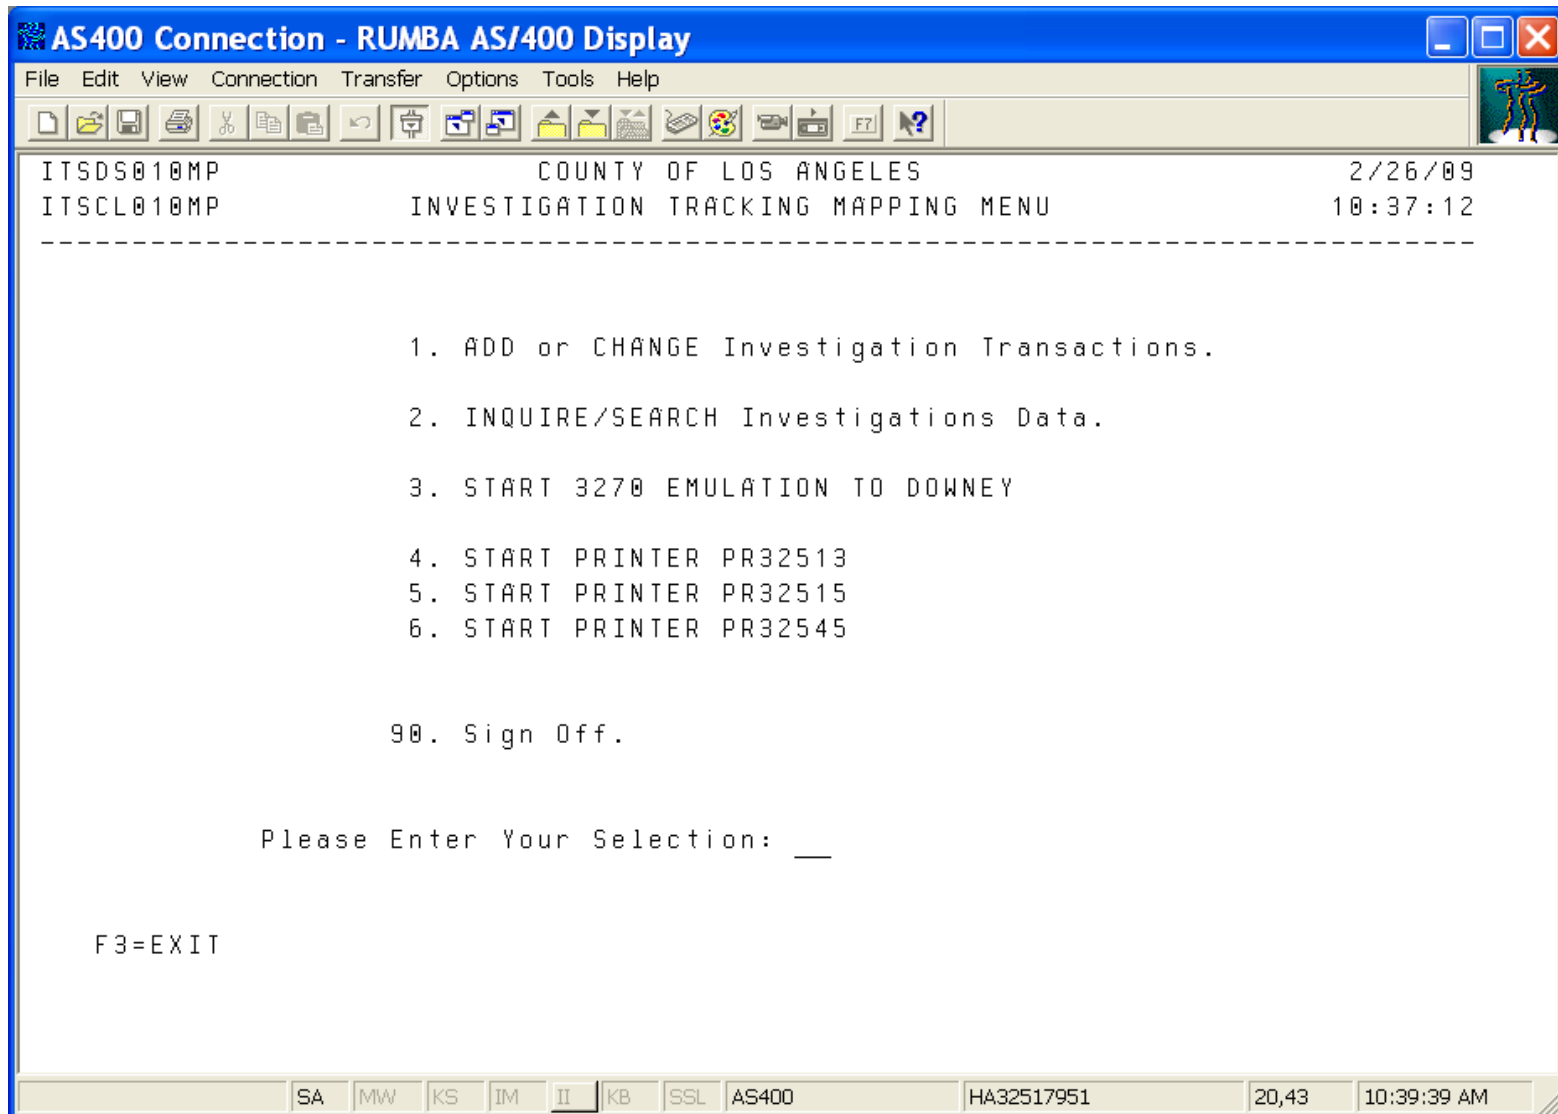 AS400 Connection - RUMBA AS/400 Display
File Edit View Connection Transfer Options Tools Help
F7
ITSDS010MP COUNTY OF LOS ANGELES 2/26/09
ITSCL010MP INVESTIGATION TRACKING MAPPING MENU 10:37:12
--------------------------------------------------------------------------------
1. ADD or CHANGE Investigation Transactions.
2. INQUIRE/SEARCH Investigations Data.
3. START 3270 EMULATION TO DOWNEY
4. START PRINTER PR32513
5. START PRINTER PR32515
6. START PRINTER PR32545
90. Sign Off.
Please Enter Your Selection: __
F3=EXIT
SA MW KS IM II KB SSL AS400 HA32517951 20,43 10:39:39 AM